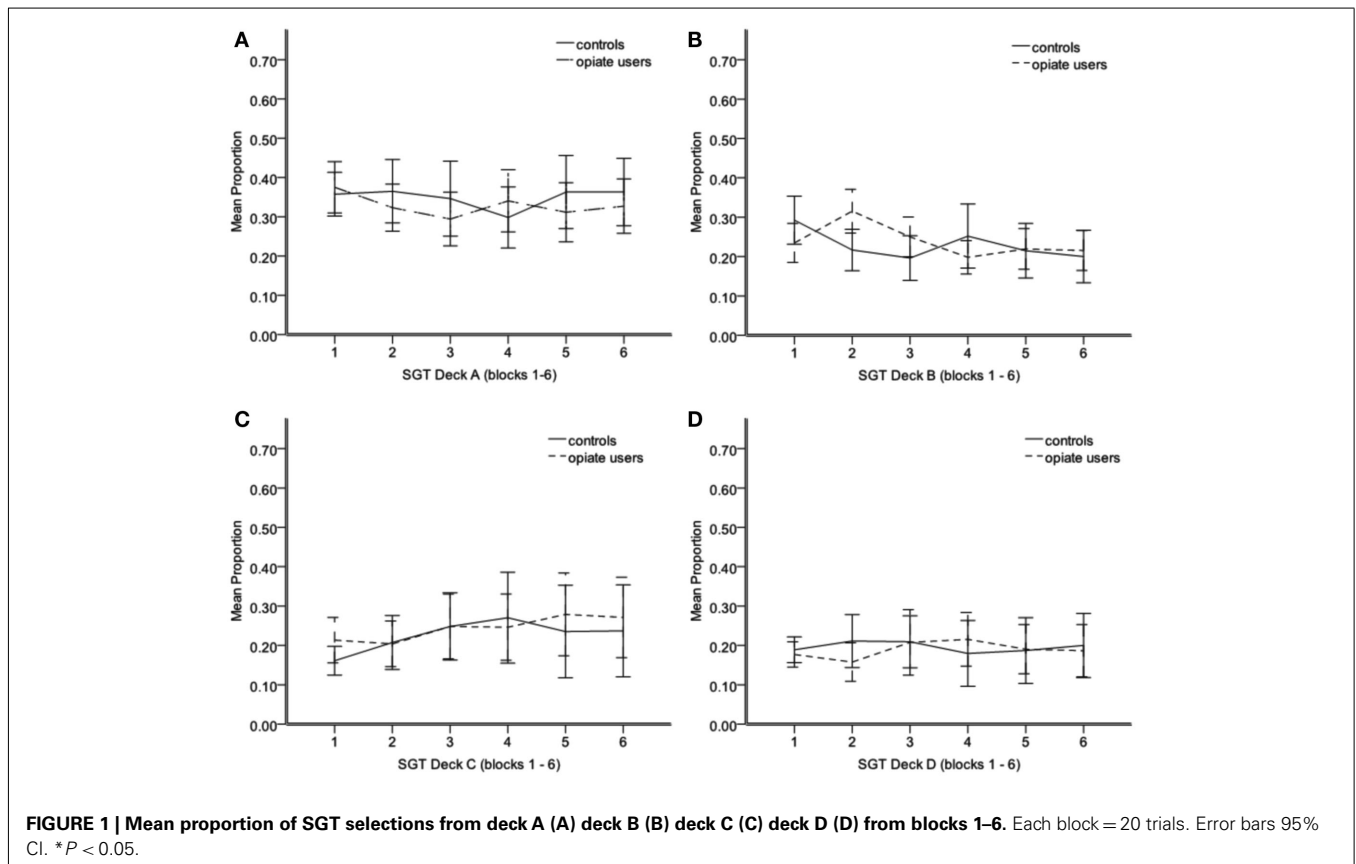 A
controls
opiate users
0.70
0.60
0.50
0.40
0.30
0.20
0.10
0.00
Mean Proportion
1 2 3 4 5 6
SGT Deck A (blocks 1-6)
B
controls
opiate users
0.70
0.60
0.50
0.40
0.30
0.20
0.10
0.00
Mean Proportion
1 2 3 4 5 6
SGT Deck B (blocks 1 - 6)
C
controls
opiate users
0.70
0.60
0.50
0.40
0.30
0.20
0.10
0.00
Mean Proportion
1 2 3 4 5 6
SGT Deck C (blocks 1 - 6)
D
controls
opiate users
0.70
0.60
0.50
0.40
0.30
0.20
0.10
0.00
Mean Proportion
1 2 3 4 5 6
SGT Deck D (blocks 1 - 6)
FIGURE 1 | Mean proportion of SGT selections from deck A (A) deck B (B) deck C (C) deck D (D) from blocks 1–6. Each block = 20 trials. Error bars 95%
CI. *P < 0.05.